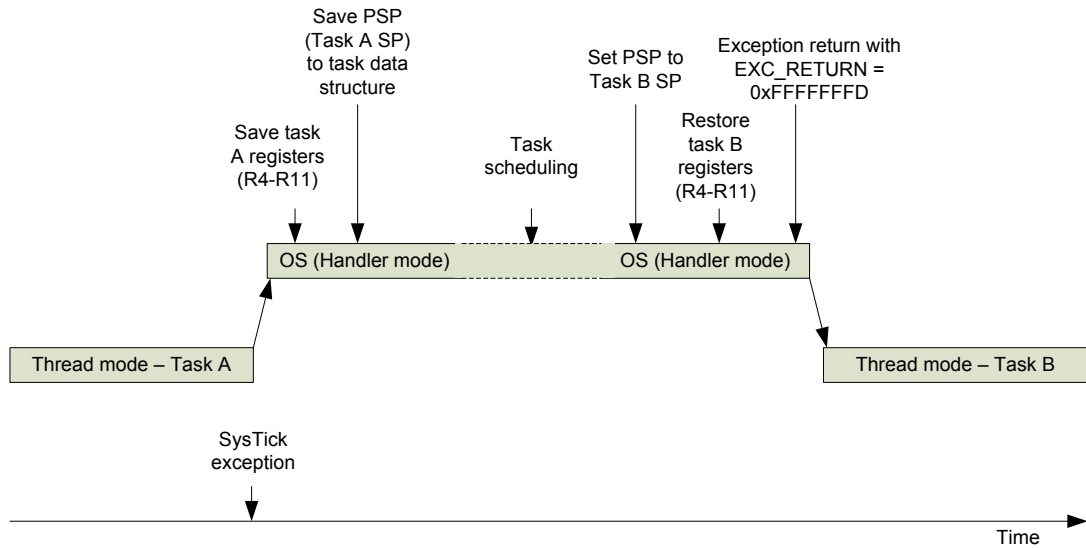 Save PSP
(Task A SP)
to task data
structure
Save task
A registers
(R4-R11)
Task
scheduling
Set PSP to
Task B SP
Restore
task B
registers
(R4-R11)
Exception return with
EXC_RETURN =
0xFFFFFFFD
OS (Handler mode)
OS (Handler mode)
Thread mode – Task A
Thread mode – Task B
SysTick
exception
Time